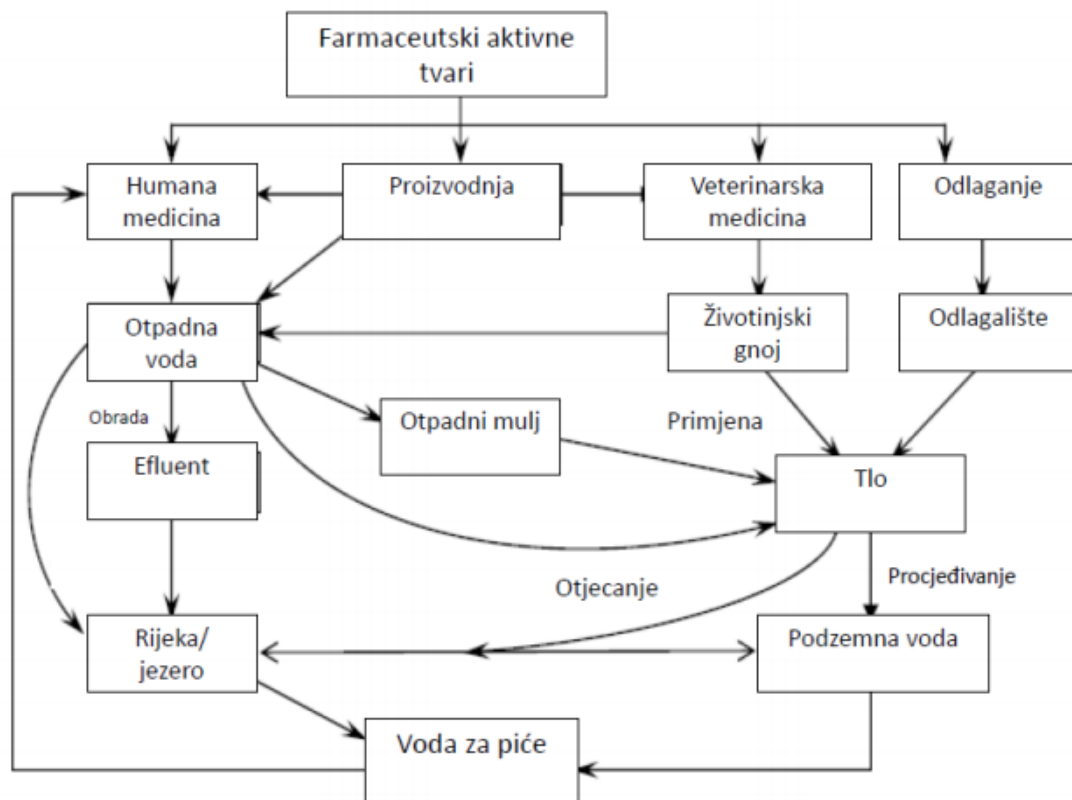 Farmaceutski aktivne
tvari
Humana
medicina
Proizvodnja
Veterinarska
medicina
Odlaganje
Otpadna
voda
Životinjski
gnoj
Odlagalište
Obrada
Otpadni mulj
Primjena
Efluent
Tlo
Otjecanje
Procjeđivanje
Rijeka/
jezero
Podzemna voda
Voda za piće